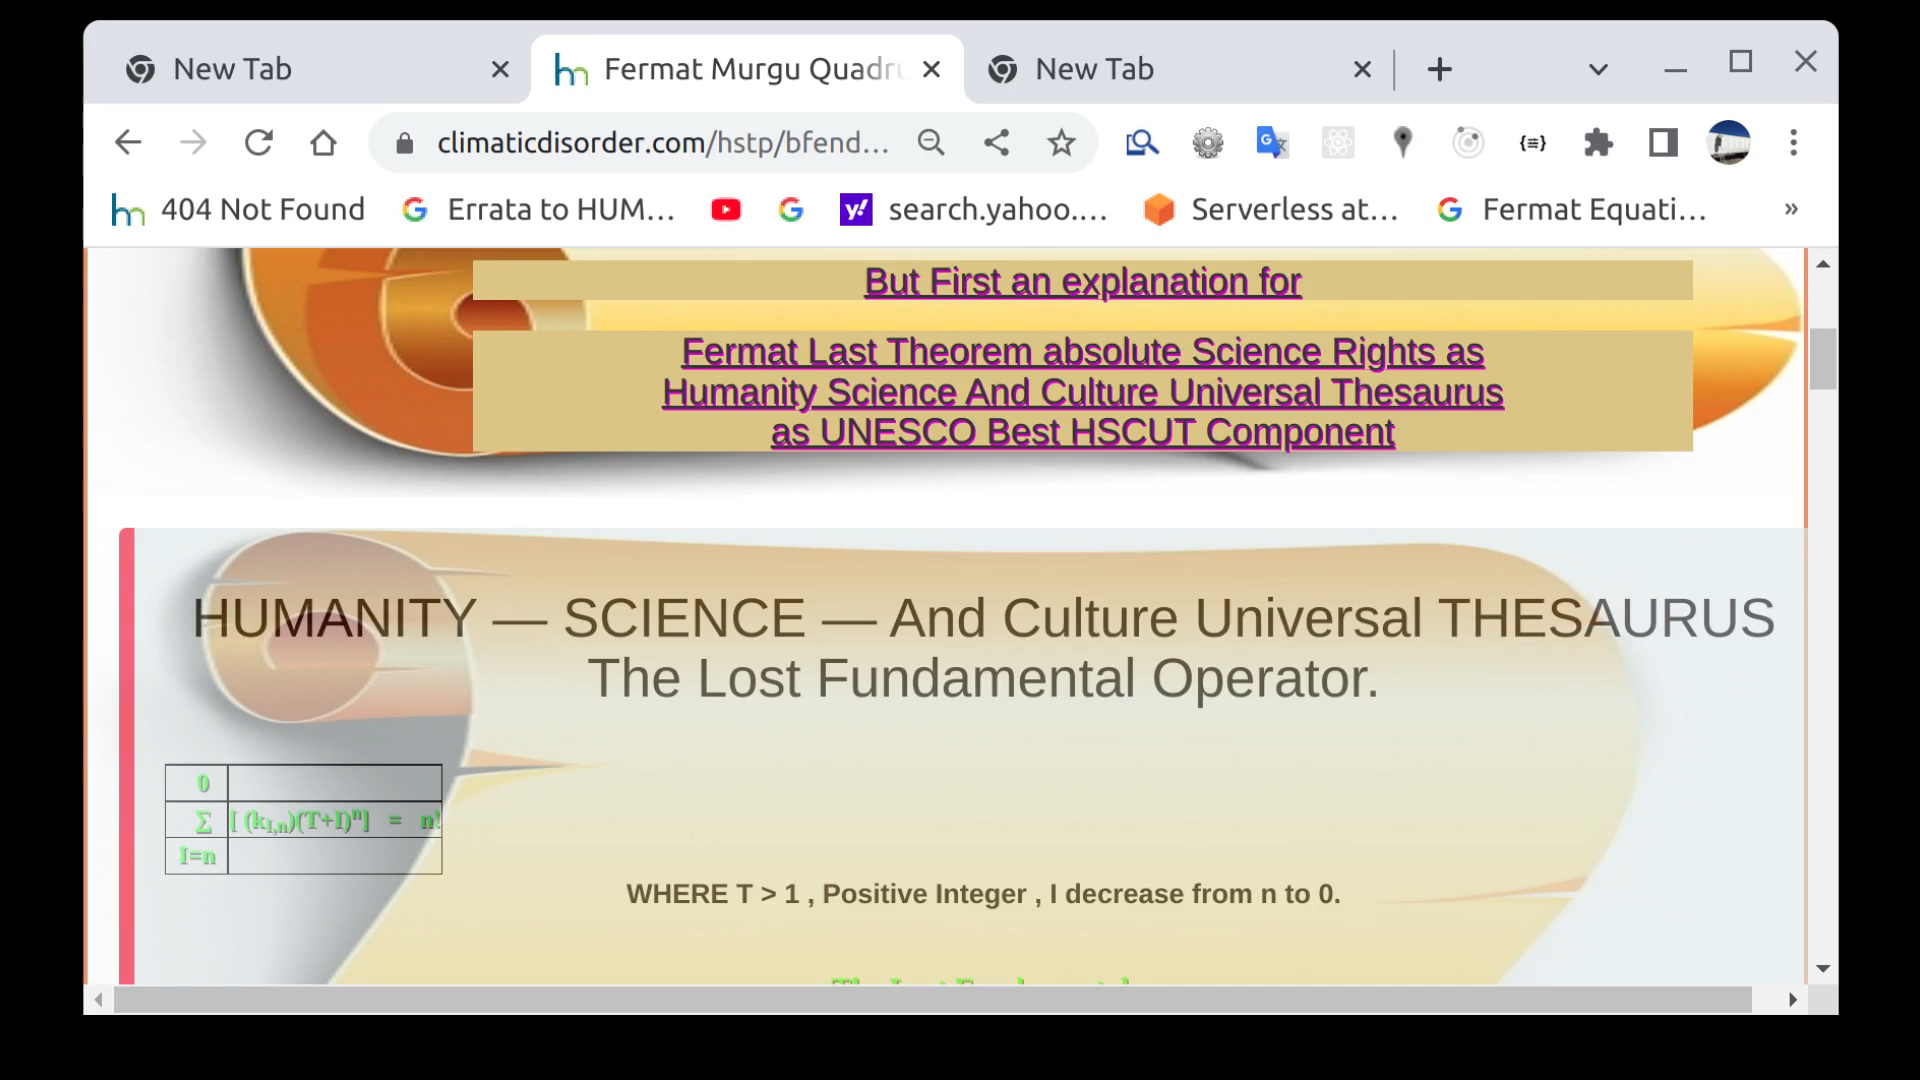 New Tab
Fermat Murgu Quadru
New Tab
climaticdisorder.com/hstp/bfend...
404 Not Found
Errata to HUM...
search.yahoo....
Serverless at...
Fermat Equati...
But First an explanation for
Fermat Last Theorem absolute Science Rights as
Humanity Science And Culture Universal Thesaurus
as UNESCO Best HSCUT Component
HUMANITY — SCIENCE — And Culture Universal THESAURUS
The Lost Fundamental Operator.
0
Σ [ (k_{I,n})(T+I)^n] = n!
I=n
WHERE T > 1 , Positive Integer , I decrease from n to 0.